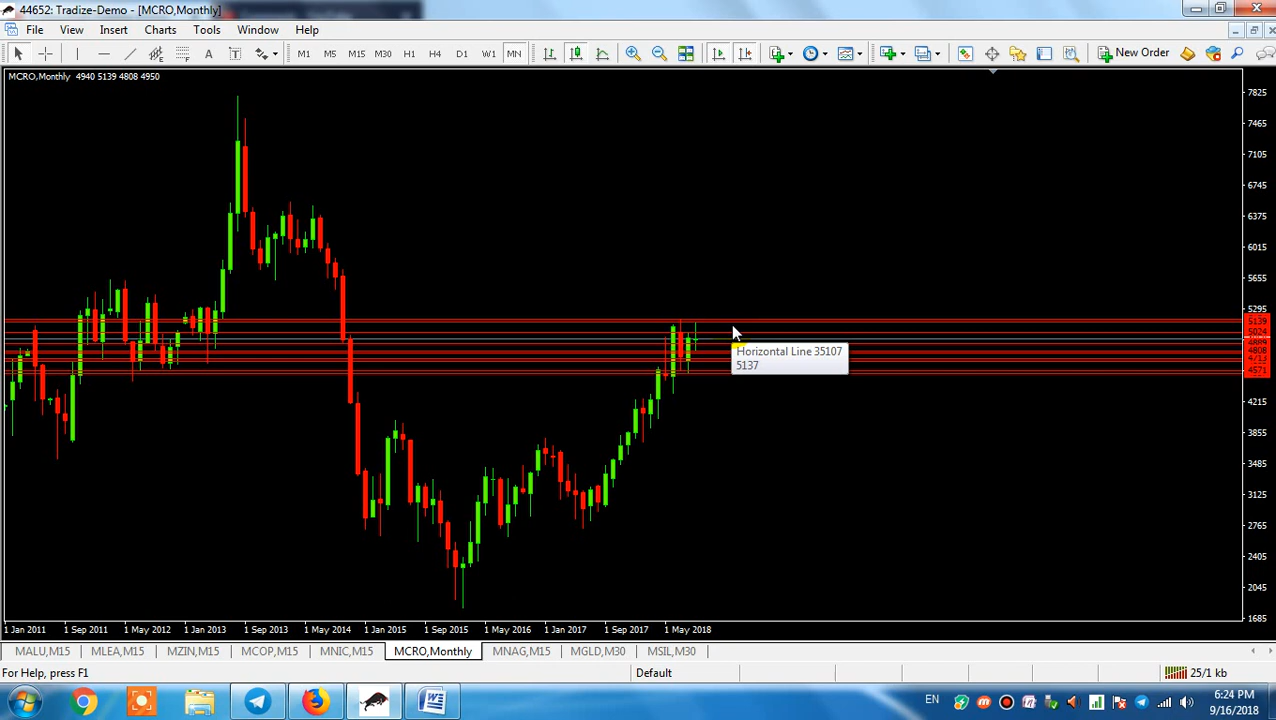 44652: Tradize-Demo - [MCRO,Monthly]
File View Insert Charts Tools Window Help
M1 M5 M15 M30 H1 H4 D1 W1 MN New Order
MCRO,Monthly 4940 5139 4808 4950
7825
7465
7105
6745
6375
6015
5655
5295
5139
5024
4808
4713
4571
4215
3855
3485
3125
2765
2405
2045
1685
Horizontal Line 35107
5137
1 Jan 2011 1 Sep 2011 1 May 2012 1 Jan 2013 1 Sep 2013 1 May 2014 1 Jan 2015 1 Sep 2015 1 May 2016 1 Jan 2017 1 Sep 2017 1 May 2018
MALU,M15 MLEA,M15 MZIN,M15 MCOP,M15 MNIC,M15 MCRO,Monthly MNAG,M15 MGLD,M30 MSIL,M30
For Help, press F1 Default 25/1 kb
EN 6:24 PM
9/16/2018